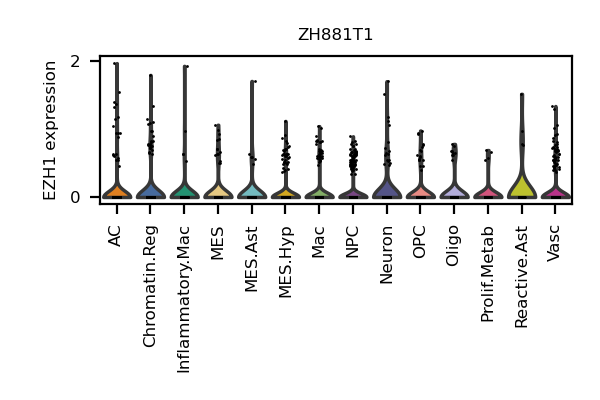 ZH881T1
EZH1 expression
2
0
AC
Chromatin.Reg
Inflammatory.Mac
MES
MES.Ast
MES.Hyp
Mac
NPC
Neuron
OPC
Oligo
Prolif.Metab
Reactive.Ast
Vasc